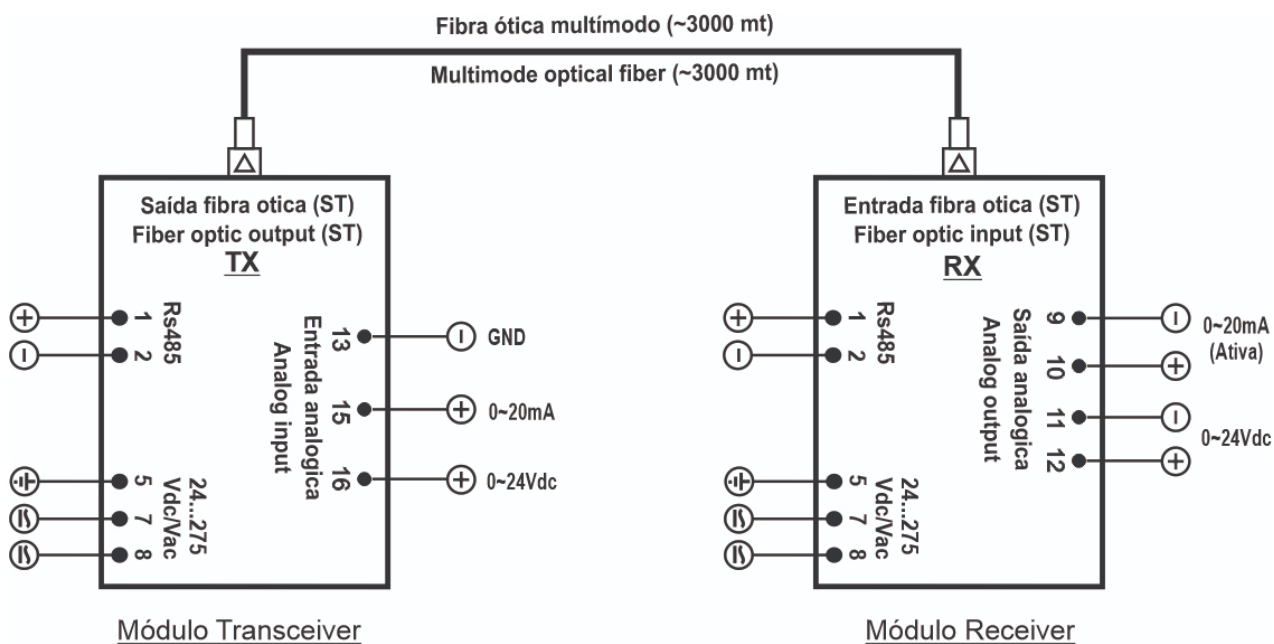 Fibra ótica multímodo (~3000 mt)
Multimode optical fiber (~3000 mt)
Saída fibra otica (ST)
Fiber optic output (ST)
TX
1
2
Rs485
5
7
8
24...275
Vdc/Vac
13
15
16
Entrada analogica
Analog input
GND
0~20mA
0~24Vdc
Módulo Transceiver
Entrada fibra otica (ST)
Fiber optic input (ST)
RX
1
2
Rs485
5
7
8
24...275
Vdc/Vac
9
10
11
12
Saída analogica
Analog output
0~20mA
(Ativa)
0~24Vdc
Módulo Receiver